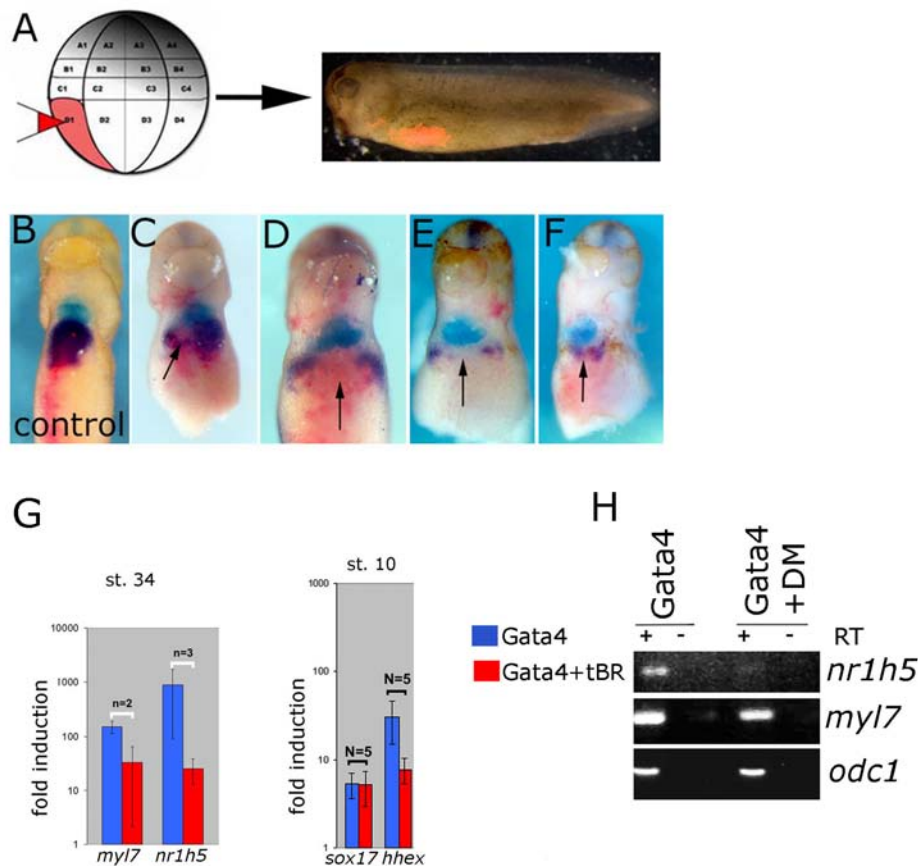 A
A1 A2 A3 A4
B1 B2 B3 B4
C1 C2 C3 C4
D1 D2 D3 D4
B C D E F
control
G
st. 34
fold induction
10000
1000
100
10
1
n=2
n=3
myl7 nr1h5
st. 10
fold induction
1000
100
10
1
N=5
N=5
sox17 hhex
Gata4
Gata4+tBR
H
Gata4
Gata4
+DM
+ - + - RT
nr1h5
myl7
odc1